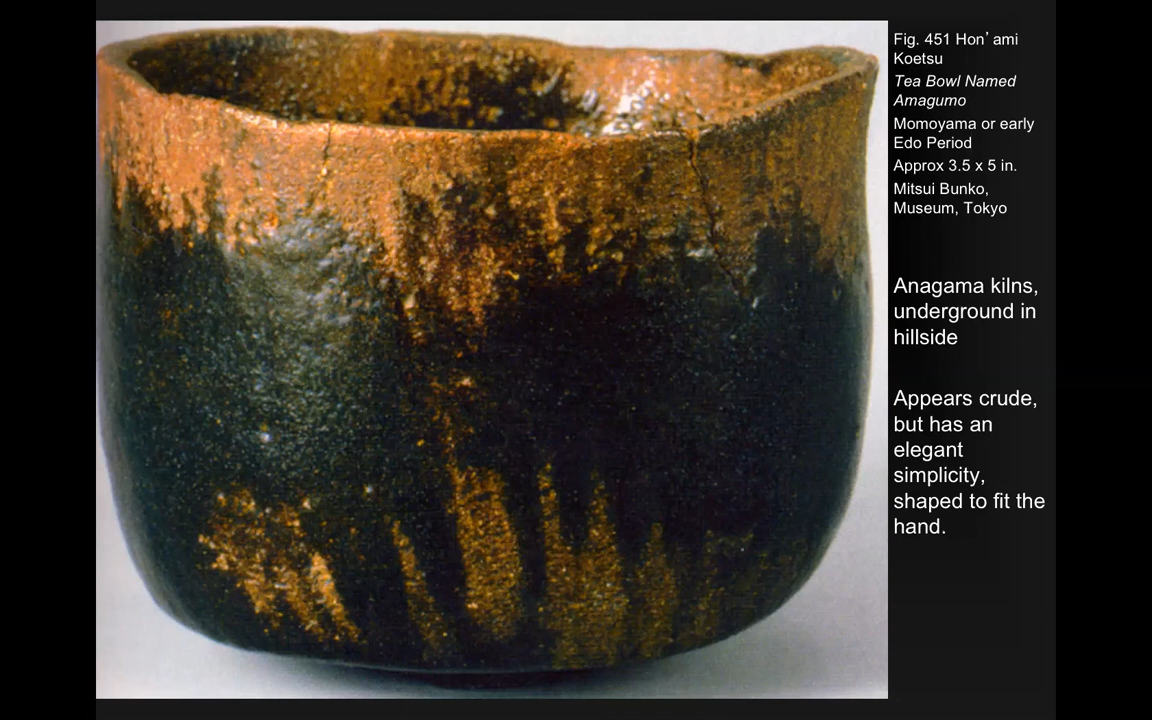 Fig. 451 Hon’ami
Koetsu
Tea Bowl Named
Amagumo
Momoyama or early
Edo Period
Approx 3.5 x 5 in.
Mitsui Bunko,
Museum, Tokyo
Anagama kilns,
underground in
hillside
Appears crude,
but has an
elegant
simplicity,
shaped to fit the
hand.